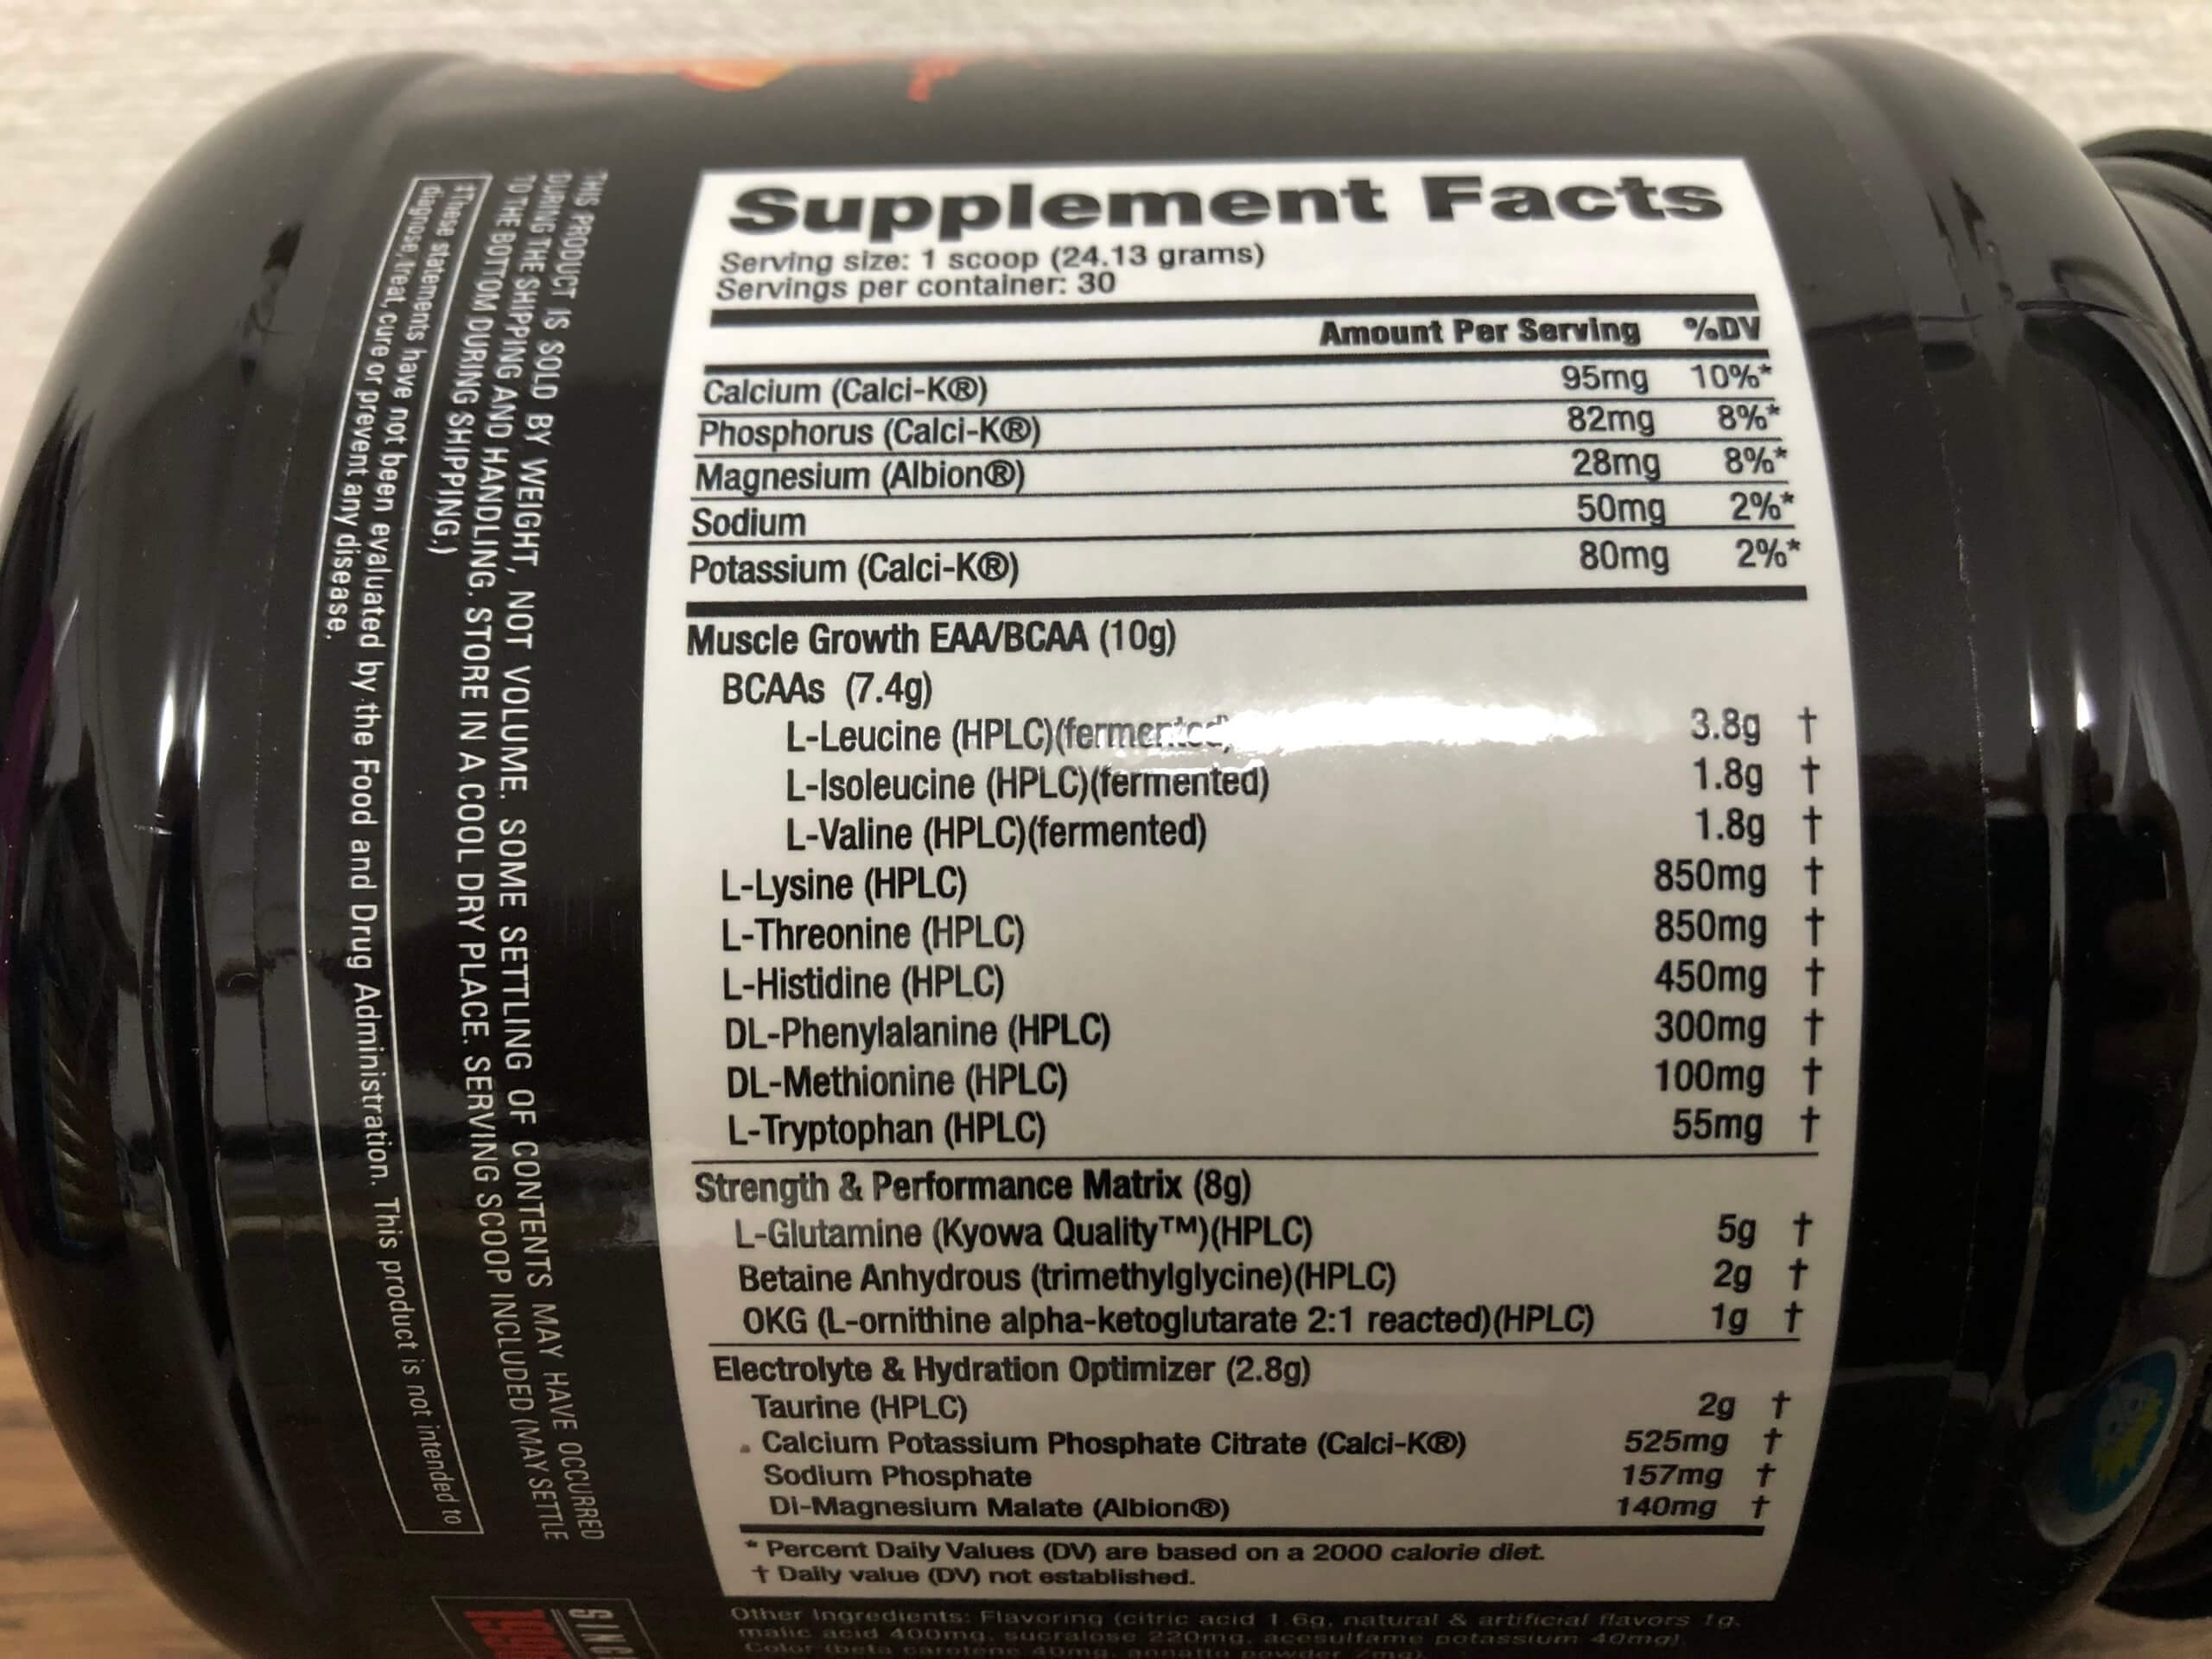 Supplement Facts
Serving size: 1 scoop (24.13 grams)
Servings per container: 30
Amount Per Serving %DV
Calcium (Calci-K®) 95mg 10%*
Phosphorus (Calci-K®) 82mg 8%*
Magnesium (Albion®) 28mg 8%*
Sodium 50mg 2%*
Potassium (Calci-K®) 80mg 2%*
Muscle Growth EAA/BCAA (10g)
BCAAs (7.4g)
L-Leucine (HPLC)(fermented) 3.8g †
L-Isoleucine (HPLC)(fermented) 1.8g †
L-Valine (HPLC)(fermented) 1.8g †
L-Lysine (HPLC) 850mg †
L-Threonine (HPLC) 850mg †
L-Histidine (HPLC) 450mg †
DL-Phenylalanine (HPLC) 300mg †
DL-Methionine (HPLC) 100mg †
L-Tryptophan (HPLC) 55mg †
Strength & Performance Matrix (8g)
L-Glutamine (Kyowa Quality™)(HPLC) 5g †
Betaine Anhydrous (trimethylglycine)(HPLC) 2g †
OKG (L-ornithine alpha-ketoglutarate 2:1 reacted)(HPLC) 1g †
Electrolyte & Hydration Optimizer (2.8g)
Taurine (HPLC) 2g †
Calcium Potassium Phosphate Citrate (Calci-K®) 525mg †
Sodium Phosphate 157mg †
Di-Magnesium Malate (Albion®) 140mg †
* Percent Daily Values (DV) are based on a 2000 calorie diet.
† Daily value (DV) not established.
Other Ingredients: Flavoring (citric acid 1.6g, natural & artificial flavors 1g,
malic acid 400mg, sucralose 220mg, acesulfame potassium 40mg)
Color (beta carotene 40mg, annatto powder
THIS PRODUCT IS SOLD BY WEIGHT, NOT VOLUME. SOME SETTLING OF CONTENTS MAY HAVE OCCURRED
DURING THE SHIPPING AND HANDLING. STORE IN A COOL DRY PLACE. SERVING SCOOP INCLUDED (MAY SETTLE
TO THE BOTTOM DURING SHIPPING.)
‡These statements have not been evaluated by the Food and Drug Administration. This product is not intended to
diagnose, treat, cure or prevent any disease.